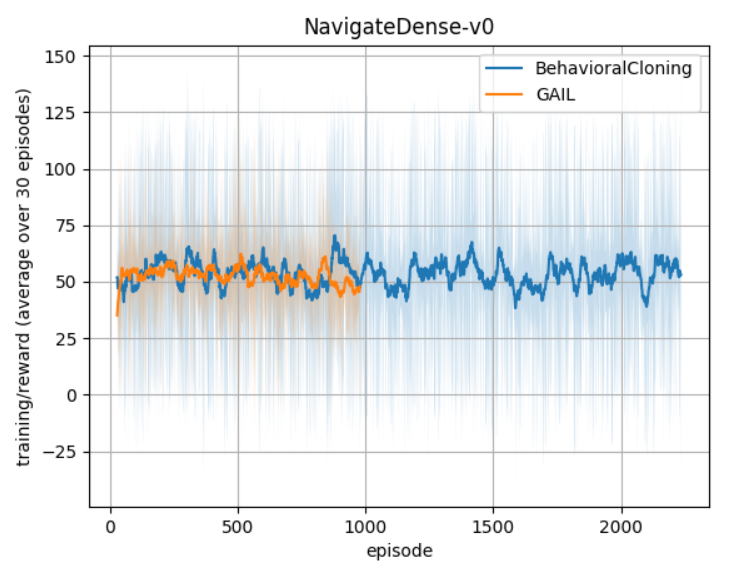 NavigateDense-v0
BehavioralCloning
GAIL
training/reward (average over 30 episodes)
150
125
100
75
50
25
0
−25
0 500 1000 1500 2000
episode